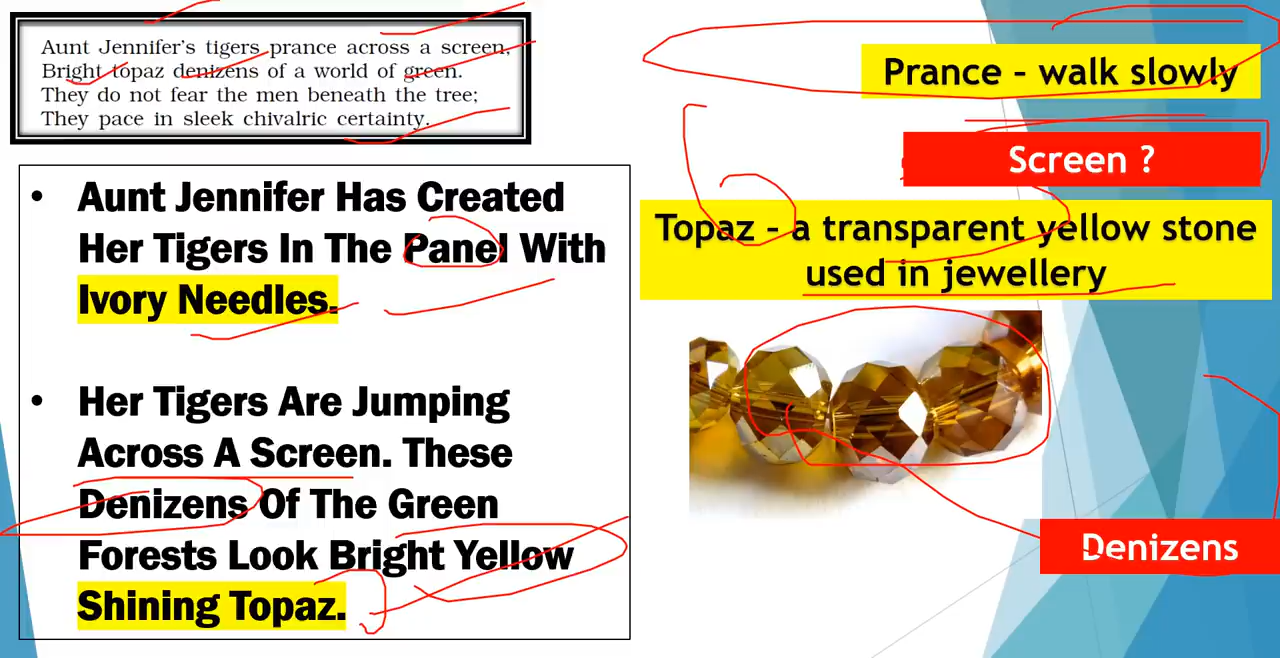 Aunt Jennifer's tigers prance across a screen,
Bright topaz denizens of a world of green.
They do not fear the men beneath the tree;
They pace in sleek chivalric certainty.
• Aunt Jennifer Has Created
Her Tigers In The Panel With
Ivory Needles.
• Her Tigers Are Jumping
Across A Screen. These
Denizens Of The Green
Forests Look Bright Yellow
Shining Topaz.
Prance – walk slowly
Screen ?
Topaz – a transparent yellow stone
used in jewellery
Denizens